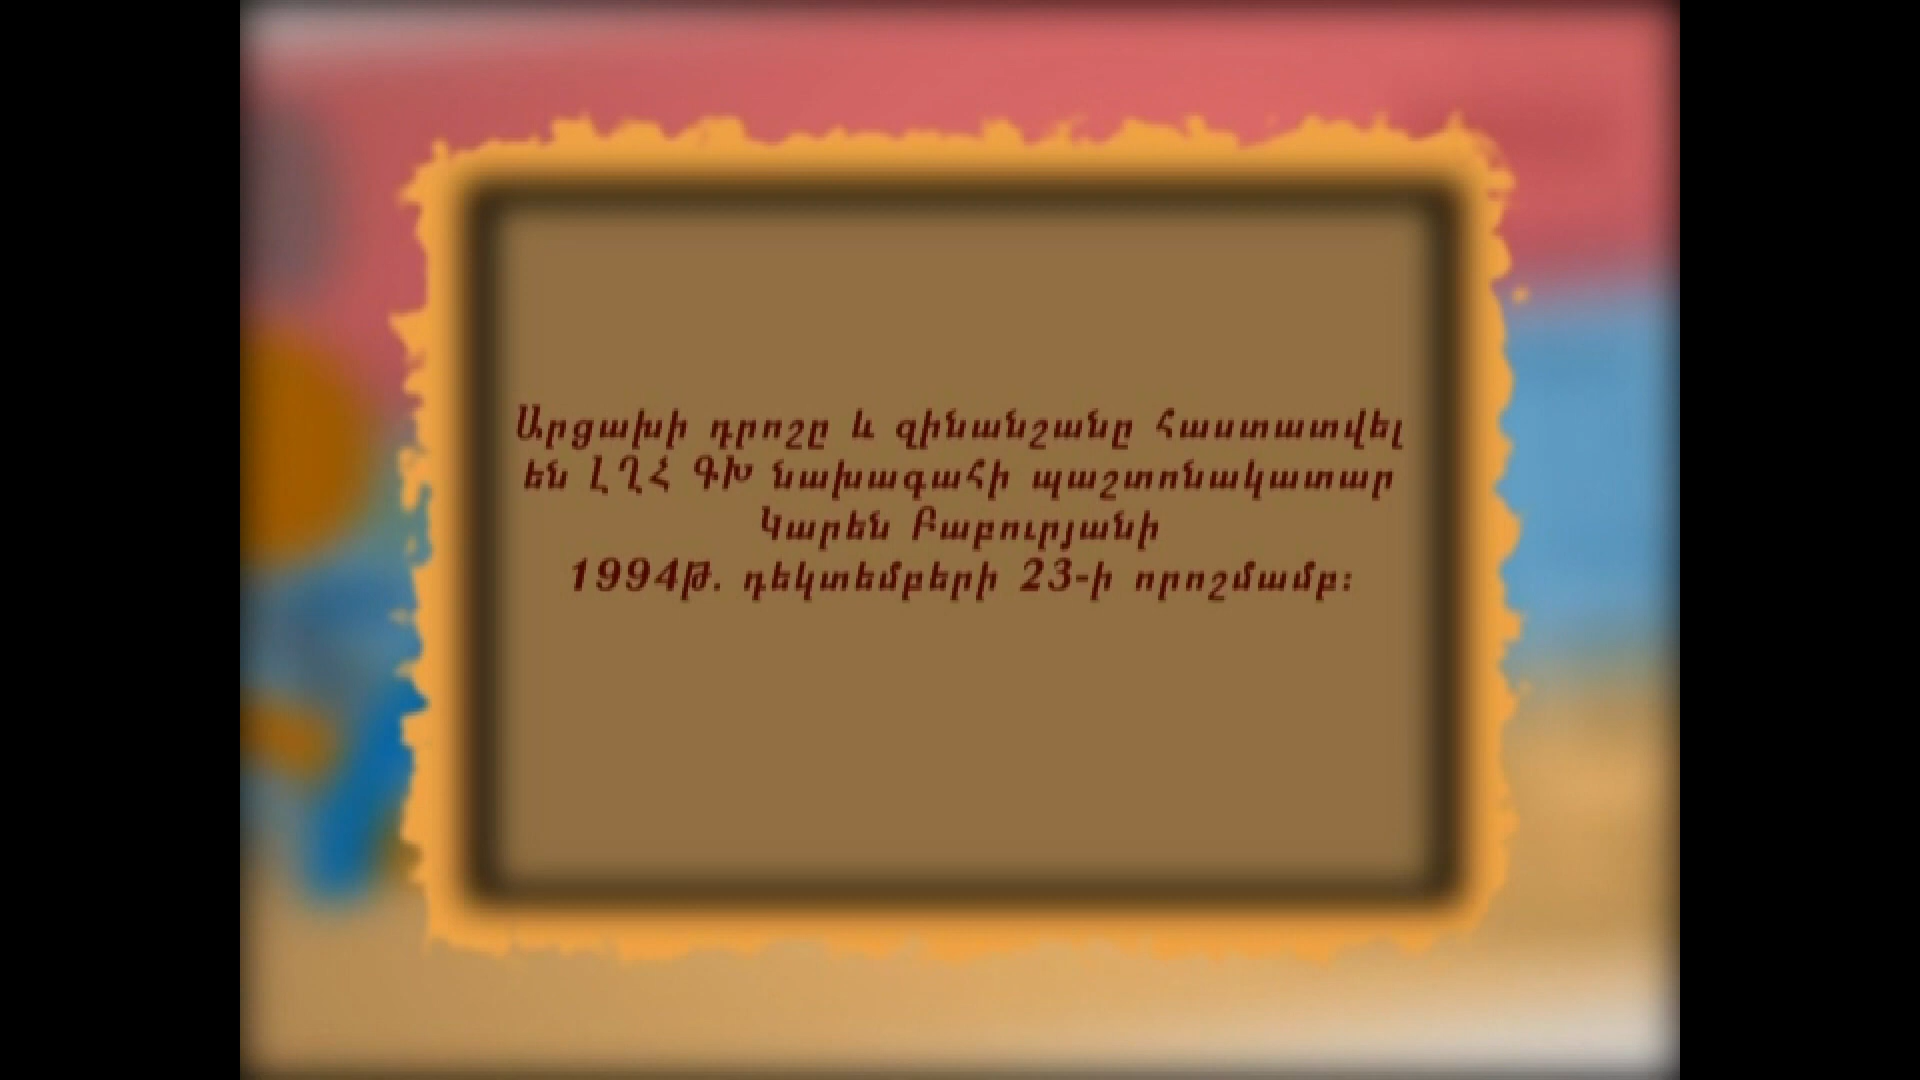 Արցախի դրոշը և զինանշանը հաստատվել
են ԼՂՀ ԳԽ նախագահի պաշտոնակատար
Կարեն Բաբուրյանի
1994թ. դեկտեմբերի 23-ի որոշմամբ։